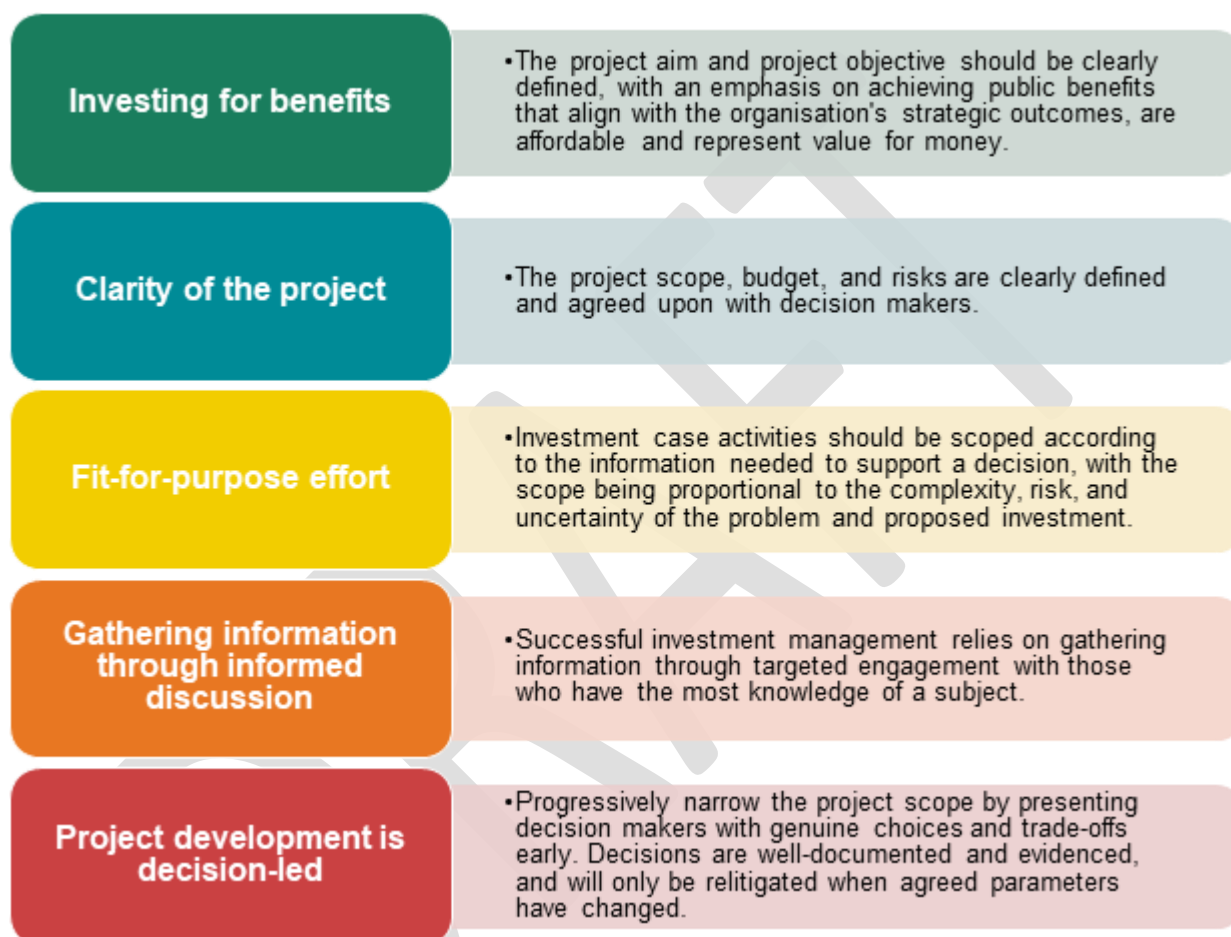 Investing for benefits
•The project aim and project objective should be clearly
defined, with an emphasis on achieving public benefits
that align with the organisation's strategic outcomes, are
affordable and represent value for money.
Clarity of the project
•The project scope, budget, and risks are clearly defined
and agreed upon with decision makers.
Fit-for-purpose effort
•Investment case activities should be scoped according
to the information needed to support a decision, with the
scope being proportional to the complexity, risk, and
uncertainty of the problem and proposed investment.
Gathering information
through informed
discussion
•Successful investment management relies on gathering
information through targeted engagement with those
who have the most knowledge of a subject.
Project development is
decision-led
•Progressively narrow the project scope by presenting
decision makers with genuine choices and trade-offs
early. Decisions are well-documented and evidenced,
and will only be relitigated when agreed parameters
have changed.
DRAFT